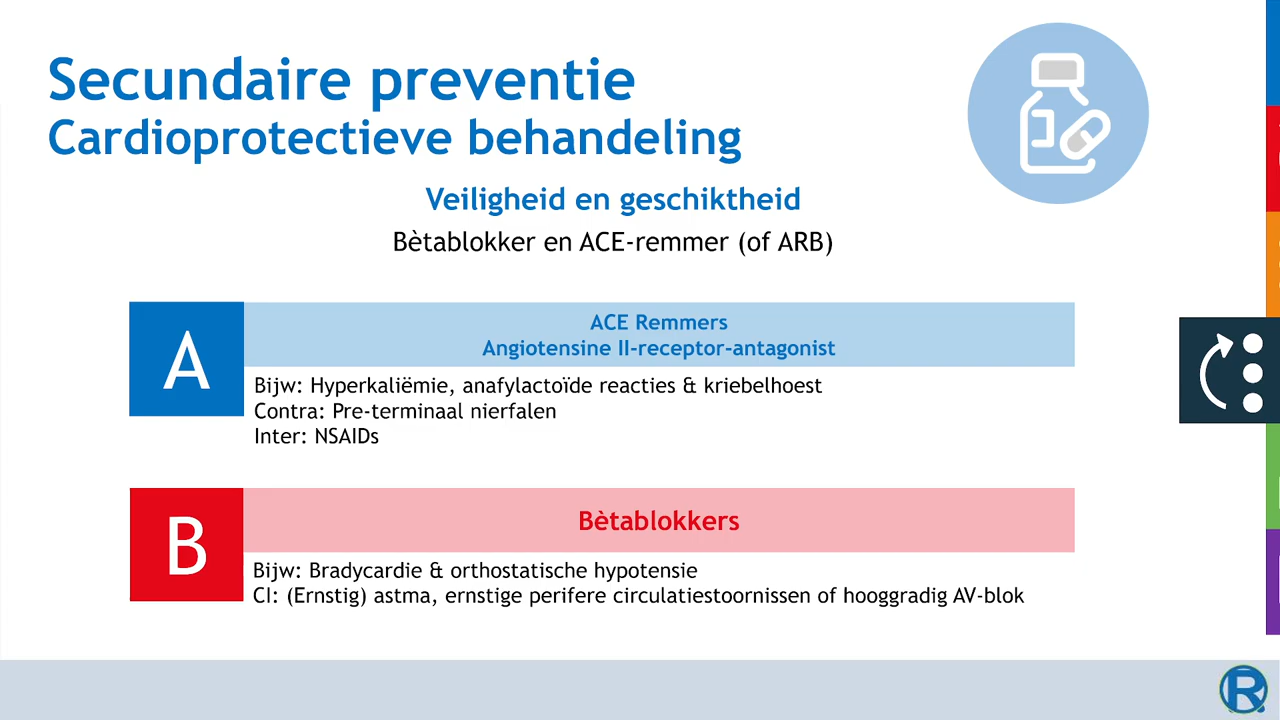 Secundaire preventie
Cardioprotectieve behandeling
Veiligheid en geschiktheid
Bètablokker en ACE-remmer (of ARB)
A
ACE Remmers
Angiotensine II-receptor-antagonist
Bijw: Hyperkaliëmie, anafylactoïde reacties & kriebelhoest
Contra: Pre-terminaal nierfalen
Inter: NSAIDs
B
Bètablokkers
Bijw: Bradycardie & orthostatische hypotensie
CI: (Ernstig) astma, ernstige perifere circulatiestoornissen of hooggradig AV-blok
R